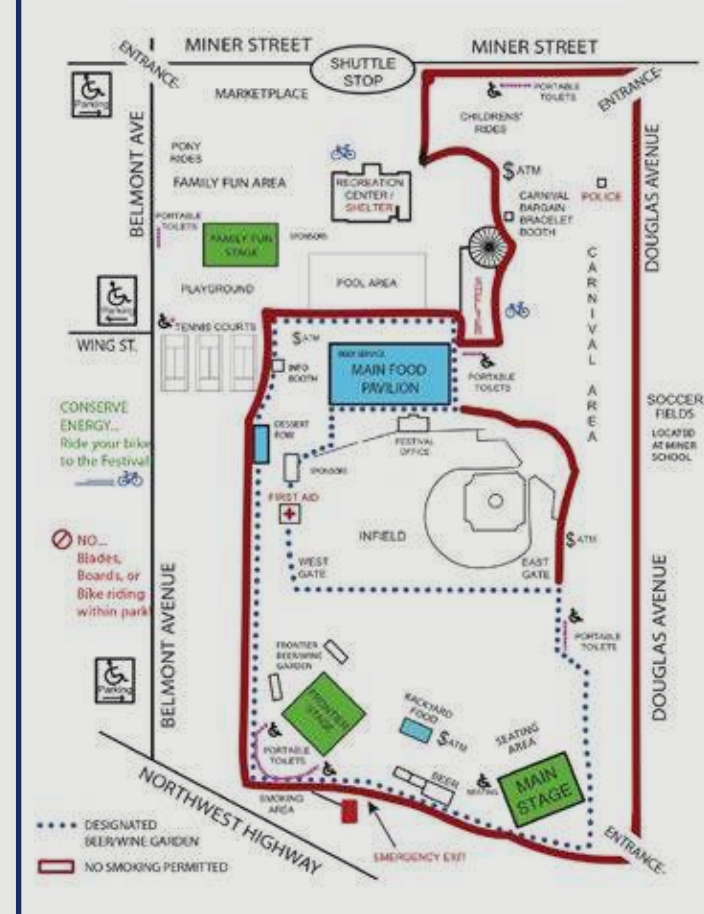 MINER STREET
MINER STREET
ENTRANCE
SHUTTLE
STOP
ENTRANCE
Parking
MARKETPLACE
PORTABLE
TOILETS
CHILDRENS'
RIDES
BELMONT AVE
DOUGLAS AVENUE
PONY
RIDES
$ATM
FAMILY FUN AREA
RECREATION
CENTER /
SHELTER
CARNIVAL
BARGAIN
BRACELET
BOOTH
POLICE
PORTABLE
TOILETS
FAMILY FUN
STAGE
SPONSORS
CARNIVAL AREA
PLAYGROUND
POOL AREA
Parking
TENNIS COURTS
WING ST.
$ATM
INFO
BOOTH
BEER SERVICE
MAIN FOOD
PAVILION
PORTABLE
TOILETS
CONSERVE
ENERGY...
Ride your bike
to the Festival
SOCCER
FIELDS
LOCATED
AT MINER
SCHOOL
DESSERT
ROW
FESTIVAL
OFFICE
SPONSORS
FIRST AID
INFIELD
$ATM
NO...
Blades,
Boards, or
Bike riding
within park!
WEST
GATE
EAST
GATE
BELMONT AVENUE
DOUGLAS AVENUE
PORTABLE
TOILETS
FRONTIER
BEER/WINE
GARDEN
Parking
FRONTIER
STAGE
BACKYARD
FOOD
$ATM
SEATING
AREA
PORTABLE
TOILETS
BEER
SEATING
MAIN
STAGE
SMOKING
AREA
NORTHWEST HIGHWAY
DESIGNATED
BEER/WINE GARDEN
EMERGENCY EXIT
ENTRANCE
NO SMOKING PERMITTED